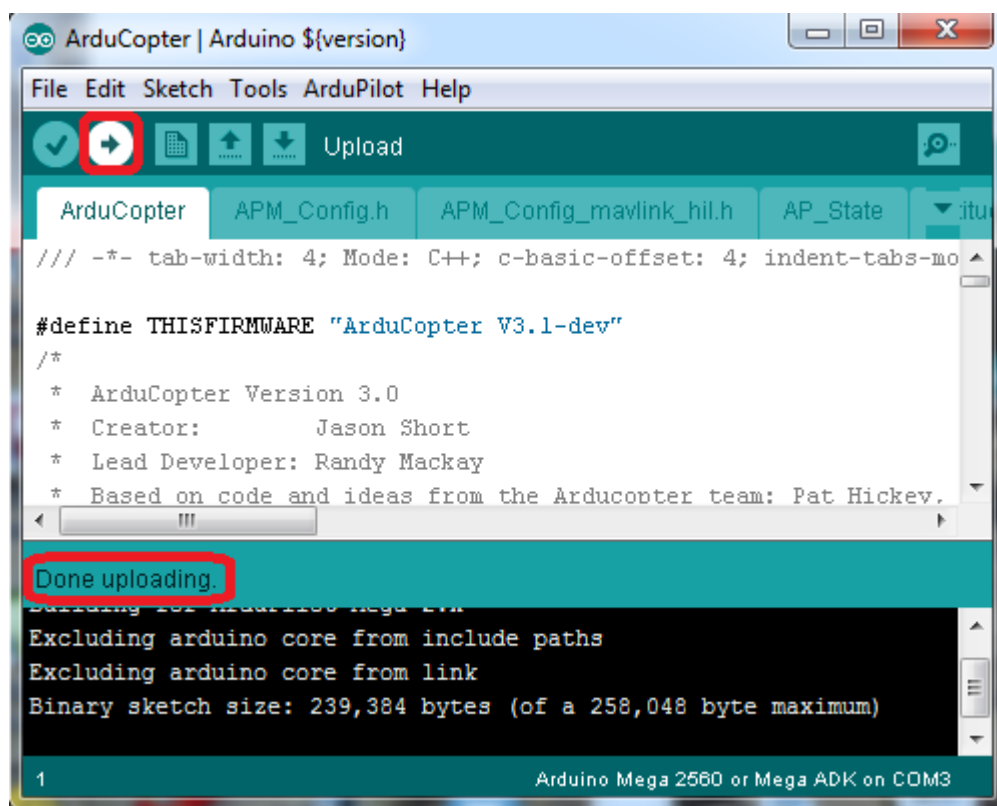 ArduCopter | Arduino ${version}
File Edit Sketch Tools ArduPilot Help
Upload
ArduCopter APM_Config.h APM_Config_mavlink_hil.h AP_State
/// -*- tab-width: 4; Mode: C++; c-basic-offset: 4; indent-tabs-mo
#define THISFIRMWARE "ArduCopter V3.1-dev"
/*
* ArduCopter Version 3.0
* Creator: Jason Short
* Lead Developer: Randy Mackay
* Based on code and ideas from the Arducopter team: Pat Hickey,
Done uploading.
Excluding arduino core from include paths
Excluding arduino core from link
Binary sketch size: 239,384 bytes (of a 258,048 byte maximum)
1 Arduino Mega 2560 or Mega ADK on COM3